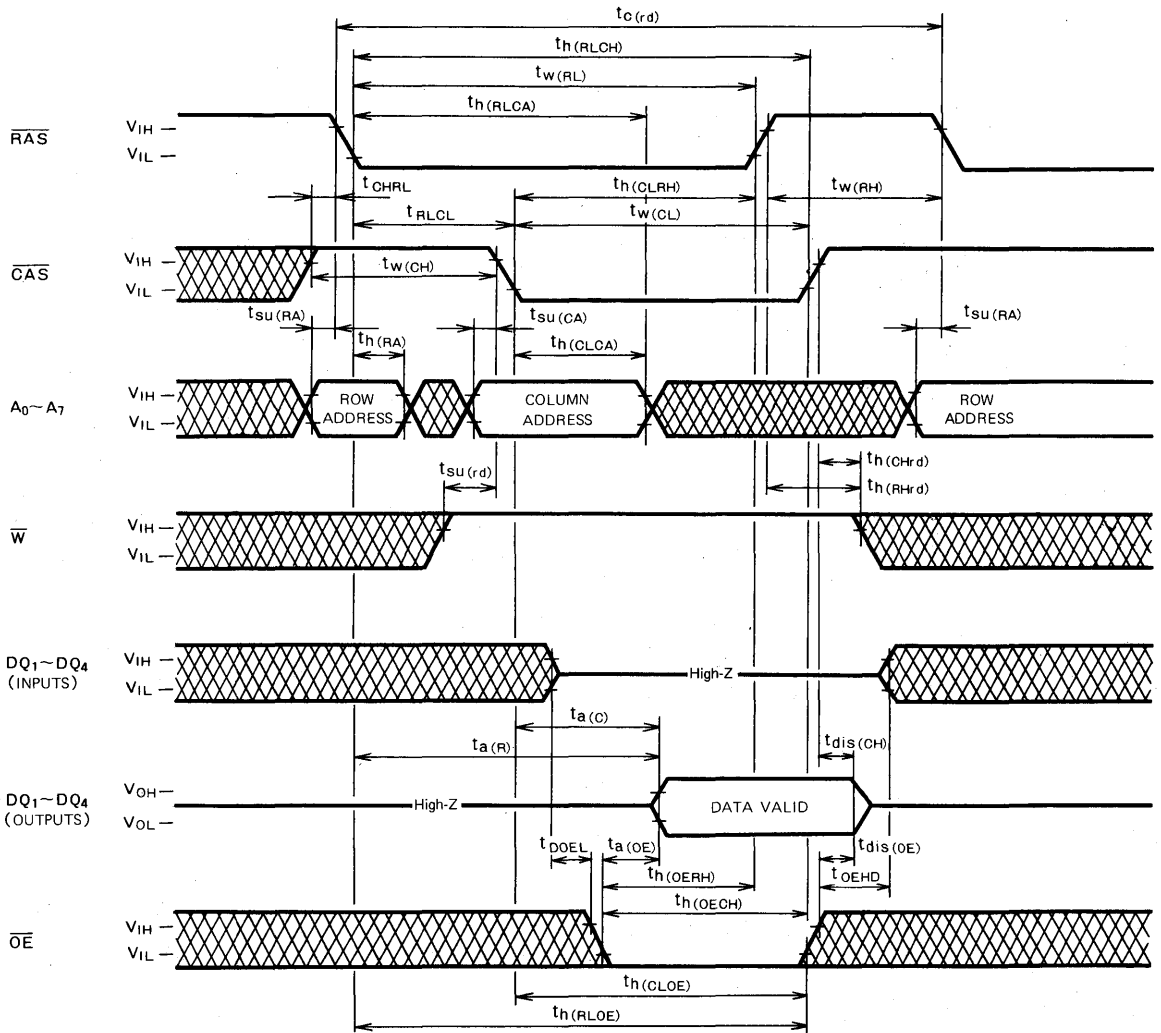 tC(rd)
th(RLCH)
tW(RL)
th(RLCA)
RAS
VIH
VIL
tCHRL
th(CLRH)
tW(RH)
tRLCL
tW(CL)
CAS
VIH
VIL
tW(CH)
tsu(RA)
tsu(CA)
tsu(RA)
th(RA)
th(CLCA)
A0~A7
VIH
VIL
ROW
ADDRESS
COLUMN
ADDRESS
ROW
ADDRESS
tsu(rd)
th(CHrd)
th(RHrd)
W
VIH
VIL
DQ1~DQ4
(INPUTS)
VIH
VIL
High-Z
ta(C)
ta(R)
tdis(CH)
DQ1~DQ4
(OUTPUTS)
VOH
VOL
High-Z
DATA VALID
tDOEL
ta(OE)
tdis(OE)
th(OERH)
tOEHD
th(OECH)
OE
VIH
VIL
th(CLOE)
th(RLOE)